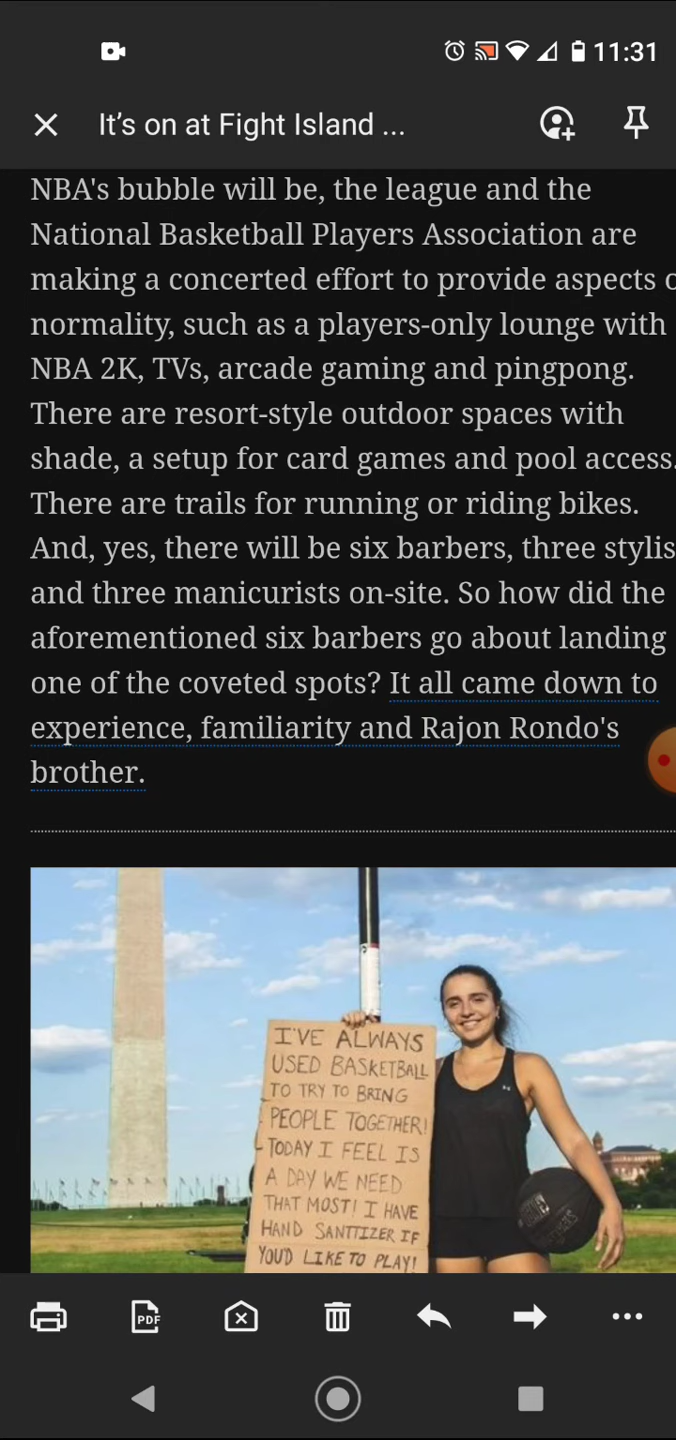 11:31
It's on at Fight Island ...
NBA's bubble will be, the league and the
National Basketball Players Association are
making a concerted effort to provide aspects
normality, such as a players-only lounge with
NBA 2K, TVs, arcade gaming and pingpong.
There are resort-style outdoor spaces with
shade, a setup for card games and pool access.
There are trails for running or riding bikes.
And, yes, there will be six barbers, three stylis
and three manicurists on-site. So how did the
aforementioned six barbers go about landing
one of the coveted spots? It all came down to
experience, familiarity and Rajon Rondo's
brother.
I'VE ALWAYS
USED BASKETBALL
TO TRY TO BRING
PEOPLE TOGETHER!
TODAY I FEEL IS
A DAY WE NEED
THAT MOST! I HAVE
HAND SANTTIZER IF
YOU'D LIKE TO PLAY!
PDF